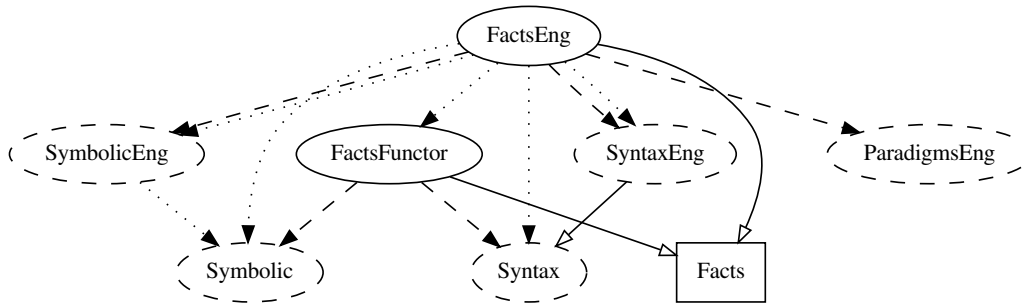 FactsEng
SymbolicEng
FactsFunctor
SyntaxEng
ParadigmsEng
Symbolic
Syntax
Facts